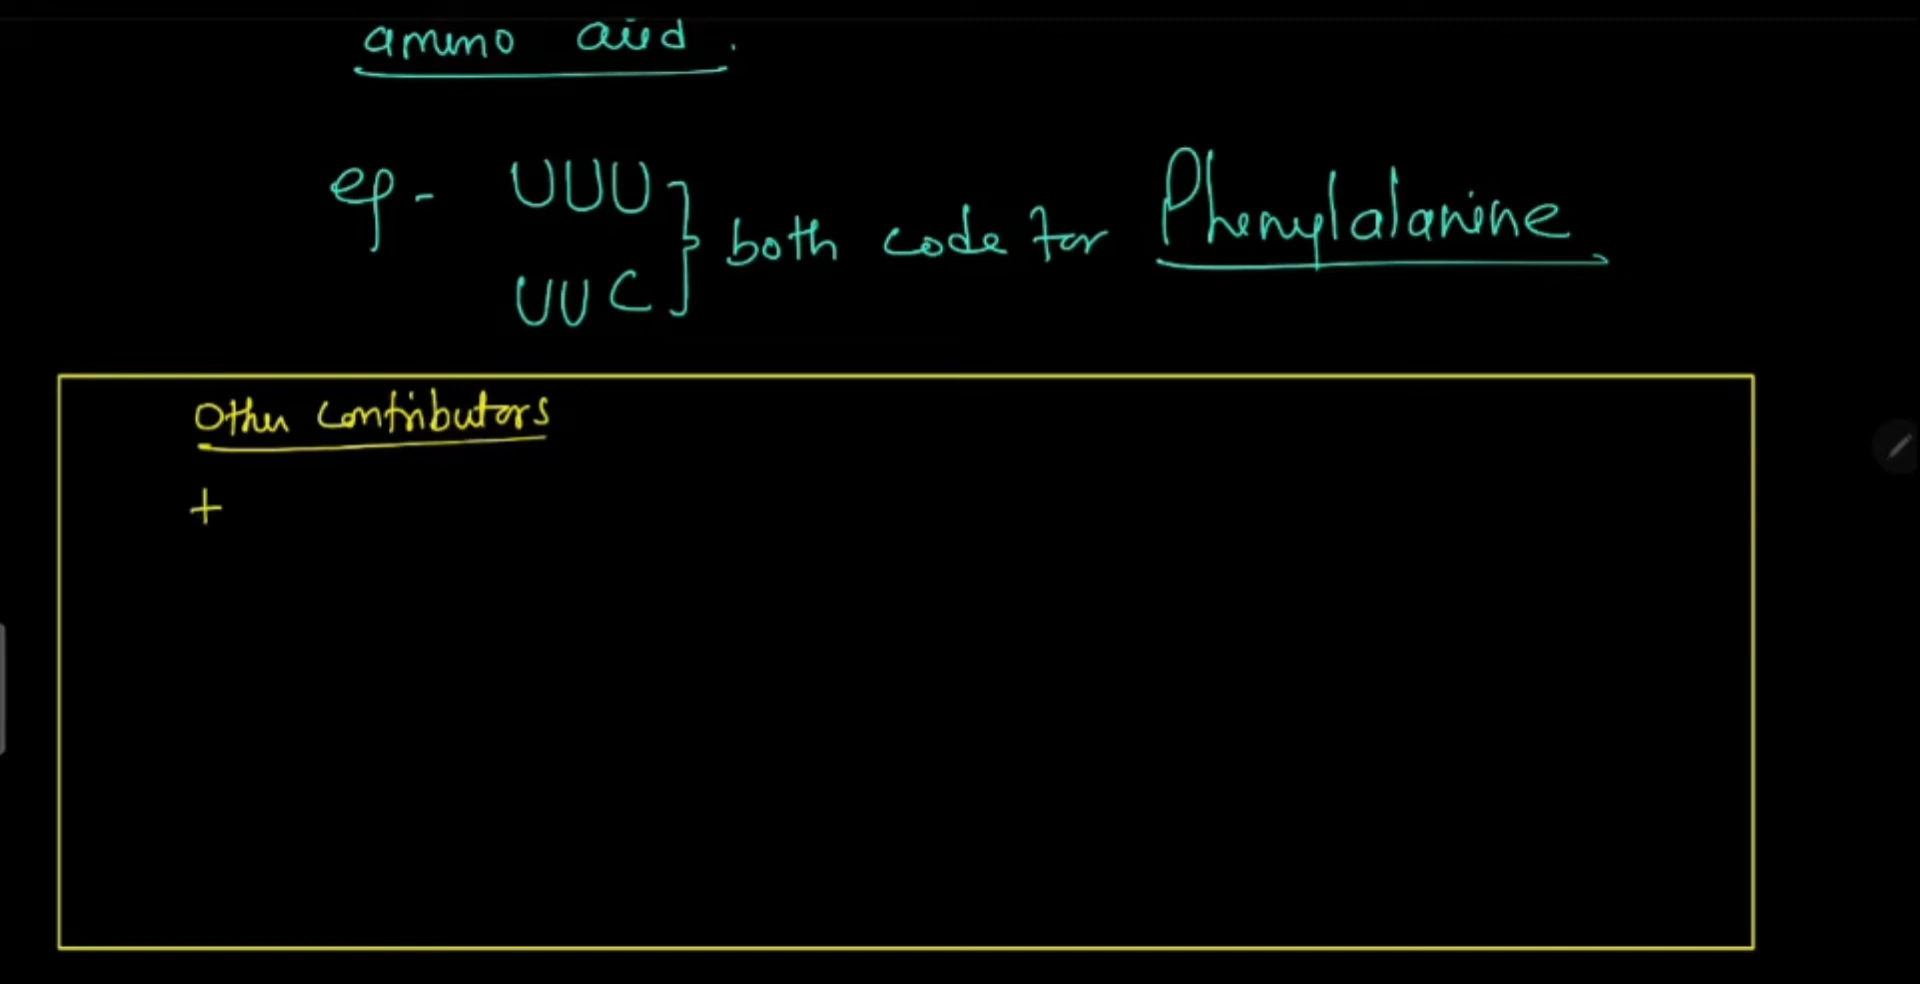 amino acid.
eg - UUU
UUC } both code for Phenylalanine
Other Contributors
+